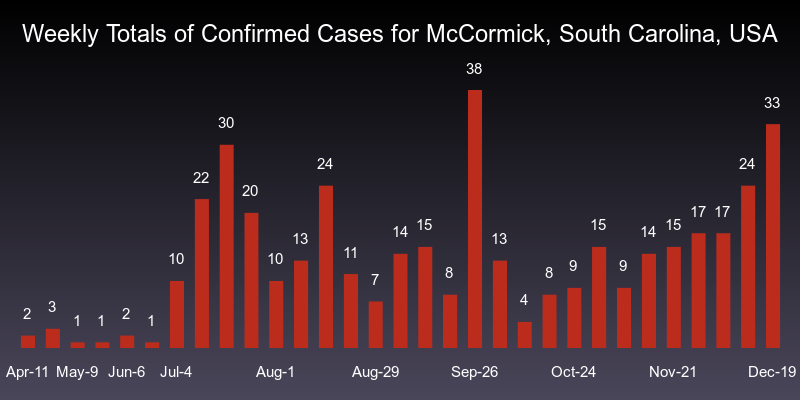 Weekly Totals of Confirmed Cases for McCormick, South Carolina, USA
2 3 1 1 2 1 10 22 30 20 10 13 24 11 7 14 15 8 38 13 4 8 9 15 9 14 15 17 17 24 33
Apr-11 May-9 Jun-6 Jul-4 Aug-1 Aug-29 Sep-26 Oct-24 Nov-21 Dec-19